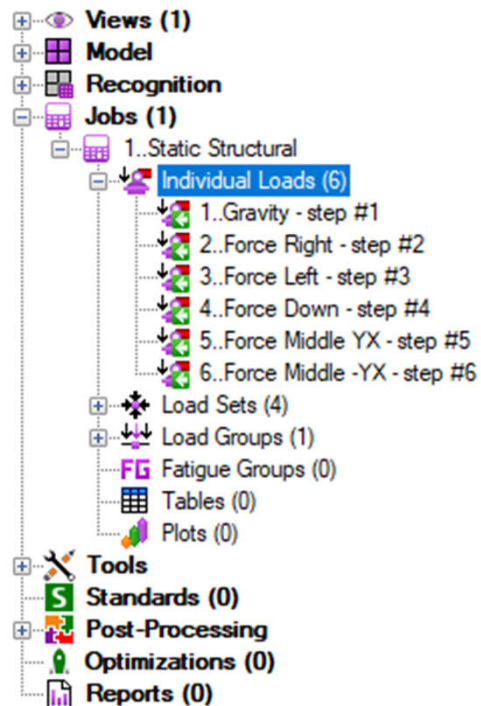 Views (1)
Model
Recognition
Jobs (1)
1..Static Structural
Individual Loads (6)
1..Gravity - step #1
2..Force Right - step #2
3..Force Left - step #3
4..Force Down - step #4
5..Force Middle YX - step #5
6..Force Middle -YX - step #6
Load Sets (4)
Load Groups (1)
FG Fatigue Groups (0)
Tables (0)
Plots (0)
Tools
S Standards (0)
Post-Processing
Optimizations (0)
Reports (0)